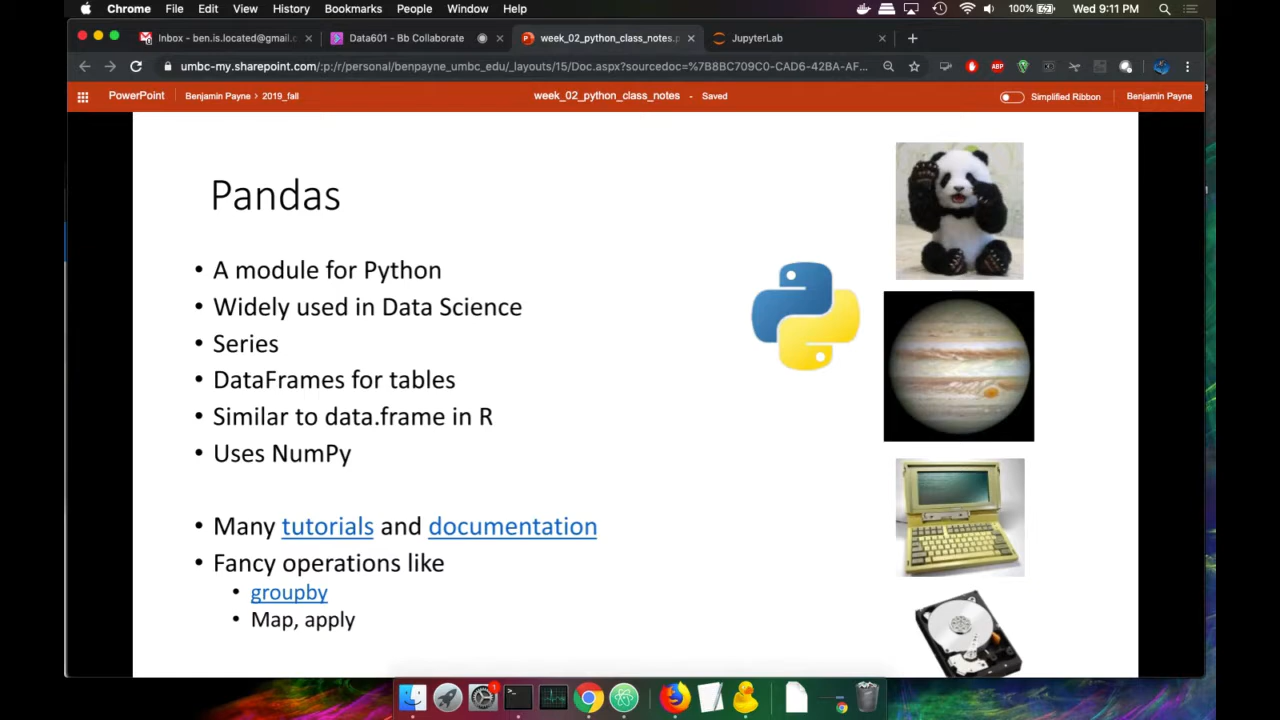 Chrome File Edit View History Bookmarks People Window Help 100% Wed 9:11 PM
Inbox - ben.is.located@gmail.c Data601 - Bb Collaborate week_02_python_class_notes.p JupyterLab
umbc-my.sharepoint.com/:p:/r/personal/benpayne_umbc_edu/_layouts/15/Doc.aspx?sourcedoc=%7B8BC709C0-CAD6-42BA-AF...
PowerPoint Benjamin Payne > 2019_fall week_02_python_class_notes - Saved Simplified Ribbon Benjamin Payne
Pandas
• A module for Python
• Widely used in Data Science
• Series
• DataFrames for tables
• Similar to data.frame in R
• Uses NumPy
• Many tutorials and documentation
• Fancy operations like
• groupby
• Map, apply